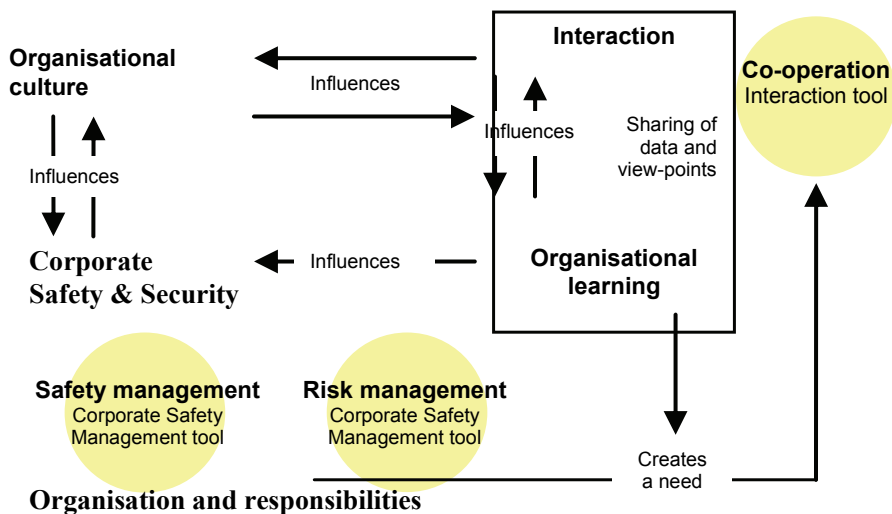 Organisational
culture
Influences
Interaction
Co-operation
Interaction tool
Influences
Influences
Sharing of
data and
view-points
Corporate
Safety & Security
Influences
Organisational
learning
Safety management
Corporate Safety
Management tool
Risk management
Corporate Safety
Management tool
Creates
a need
Organisation and responsibilities